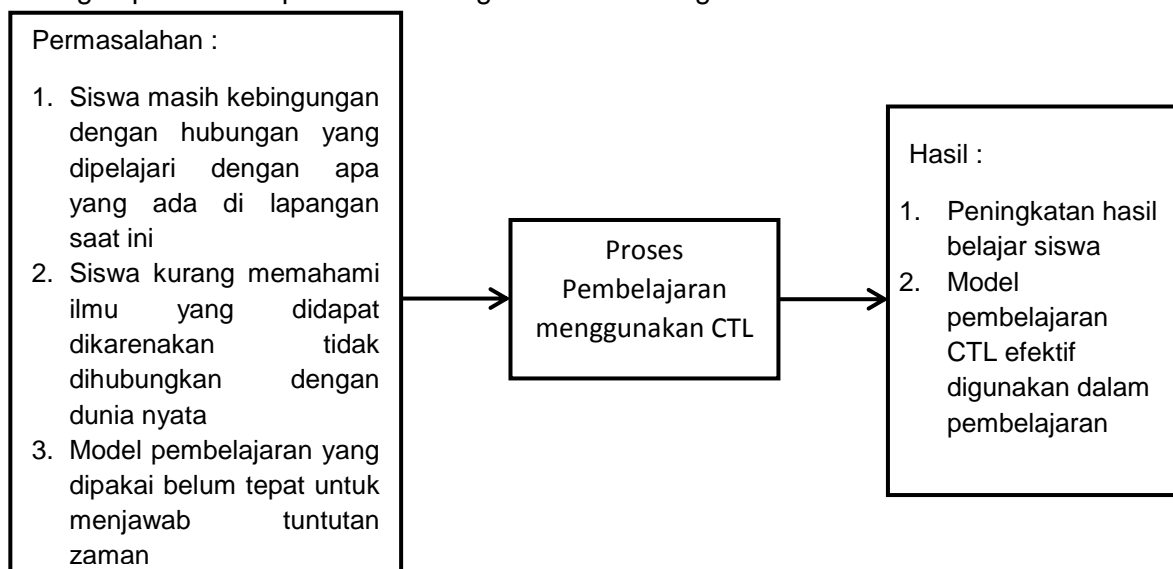 Permasalahan :
1. Siswa masih kebingungan
dengan hubungan yang
dipelajari dengan apa
yang ada di lapangan
saat ini
2. Siswa kurang memahami
ilmu yang didapat
dikarenakan tidak
dihubungkan dengan
dunia nyata
3. Model pembelajaran yang
dipakai belum tepat untuk
menjawab tuntutan
zaman
Proses
Pembelajaran
menggunakan CTL
Hasil :
1. Peningkatan hasil
belajar siswa
2. Model
pembelajaran
CTL efektif
digunakan dalam
pembelajaran